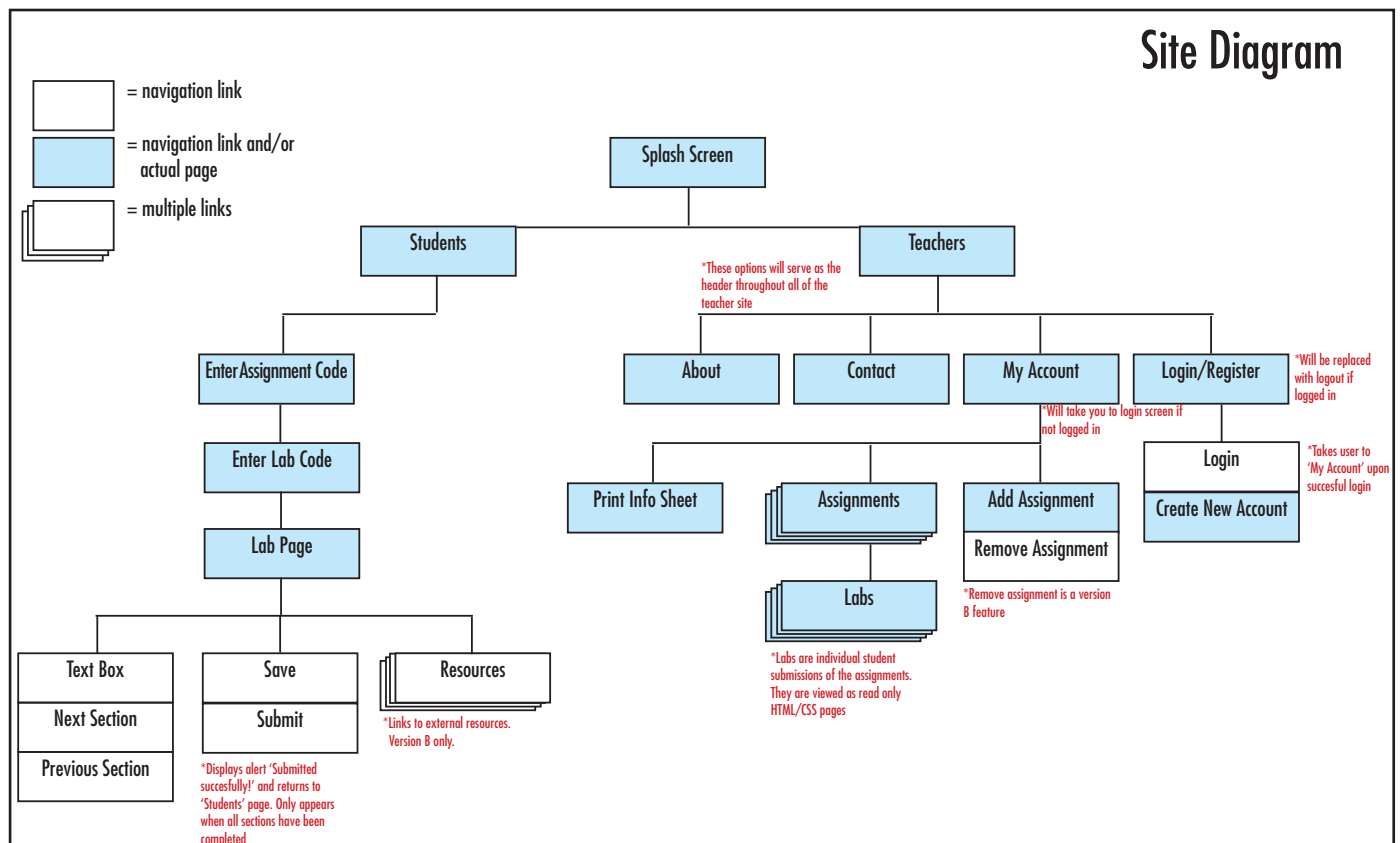 Site Diagram
= navigation link
= navigation link and/or
actual page
= multiple links
Splash Screen
Students
Teachers
*These options will serve as the
header throughout all of the
teacher site
Enter Assignment Code
About
Contact
My Account
Login/Register
*Will be replaced
with logout if
logged in
*Will take you to login screen if
not logged in
Enter Lab Code
Login
*Takes user to
‘My Account’ upon
succesful login
Create New Account
Print Info Sheet
Assignments
Add Assignment
Remove Assignment
*Remove assignment is a version
B feature
Lab Page
Labs
*Labs are individual student
submissions of the assignments.
They are viewed as read only
HTML/CSS pages
Text Box
Next Section
Previous Section
Save
Submit
*Displays alert ‘Submitted
succesfully!’ and returns to
‘Students’ page. Only appears
when all sections have been
completed
Resources
*Links to external resources.
Version B only.